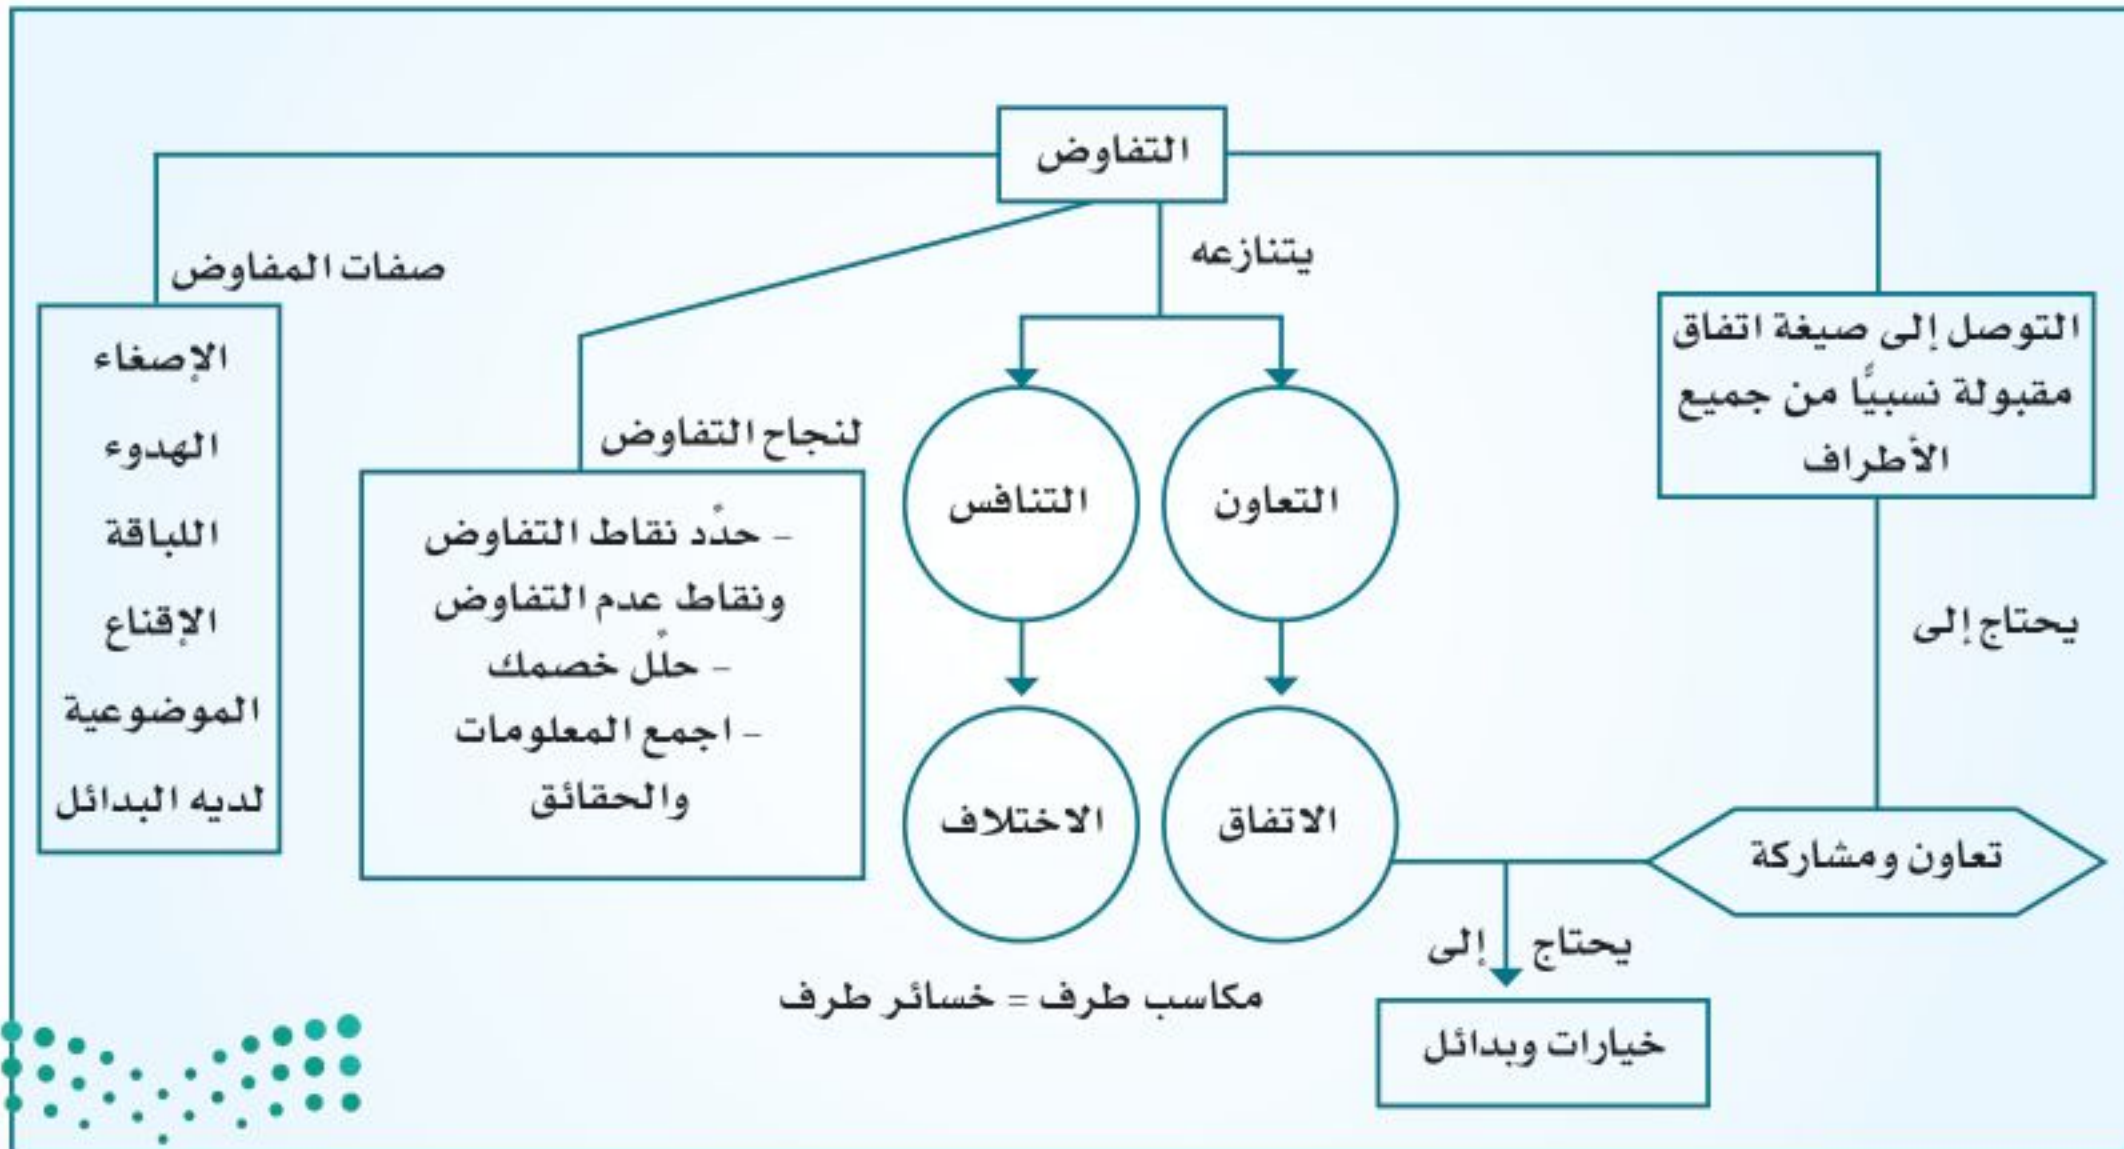 التفاوض
التوصل إلى صيغة اتفاق
مقبولة نسبيًّا من جميع
الأطراف
يحتاج إلى
تعاون ومشاركة
يحتاج إلى
خيارات وبدائل
يتنازعه
التعاون
التنافس
الاتفاق
الاختلاف
مكاسب طرف = خسائر طرف
لنجاح التفاوض
- حدِّد نقاط التفاوض
ونقاط عدم التفاوض
- حلِّل خصمك
- اجمع المعلومات
والحقائق
صفات المفاوض
الإصغاء
الهدوء
اللباقة
الإقناع
الموضوعية
لديه البدائل